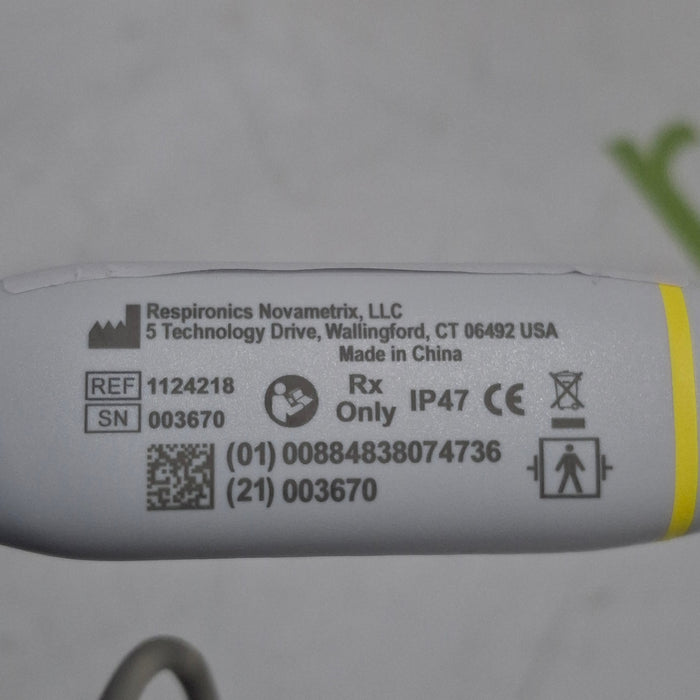 Respironics Novametrix, LLC
5 Technology Drive, Wallingford, CT 06492 USA
Made in China
REF 1124218
SN 003670
Rx
Only
IP47
CE
(01) 00884838074736
(21) 003670
r